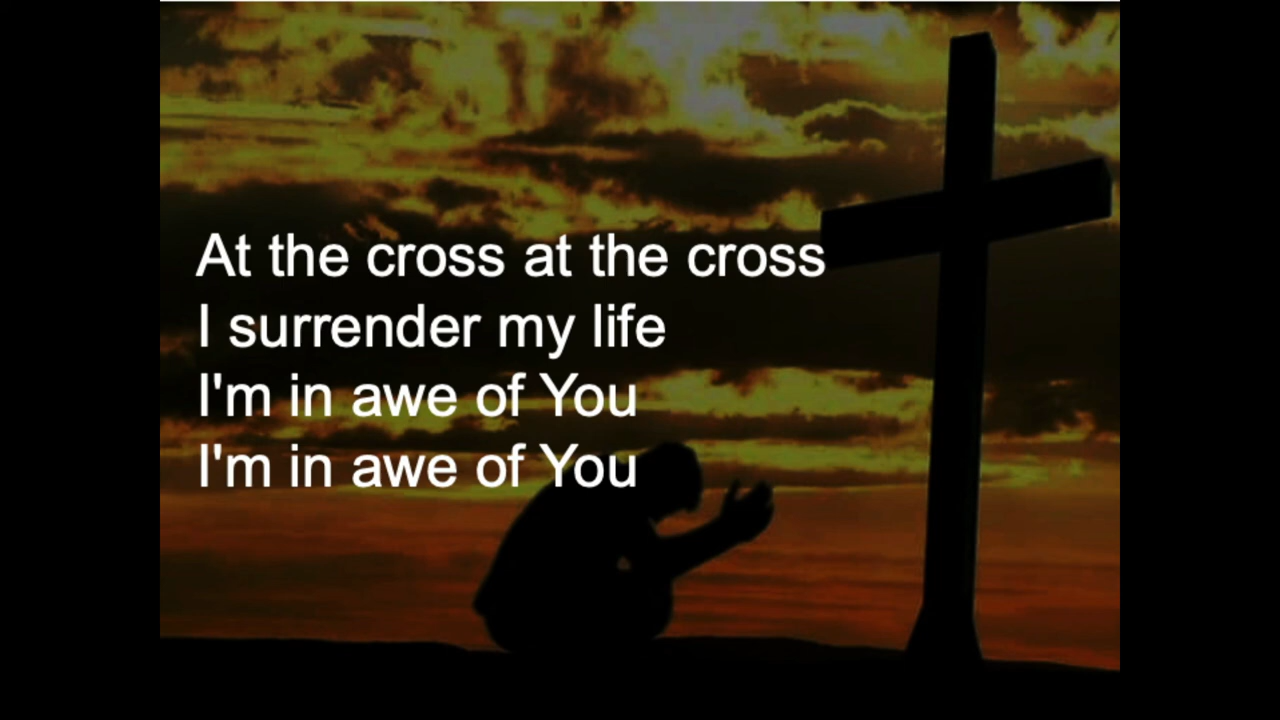 At the cross at the cross
I surrender my life
I'm in awe of You
I'm in awe of You